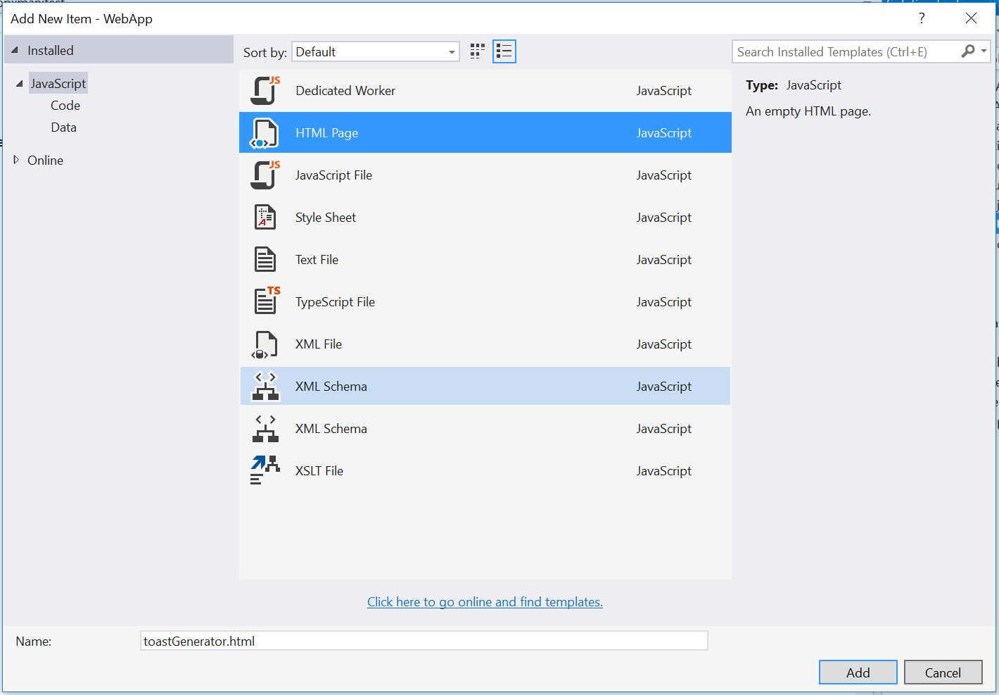 Add New Item - WebApp
?
Installed
JavaScript
Code
Data
Online
Sort by: Default
Search Installed Templates (Ctrl+E)
JS Dedicated Worker JavaScript
HTML Page JavaScript
JS JavaScript File JavaScript
A Style Sheet JavaScript
Text File JavaScript
TS TypeScript File JavaScript
XML File JavaScript
XML Schema JavaScript
XML Schema JavaScript
XSLT File JavaScript
Type: JavaScript
An empty HTML page.
Click here to go online and find templates.
Name: toastGenerator.html
Add Cancel